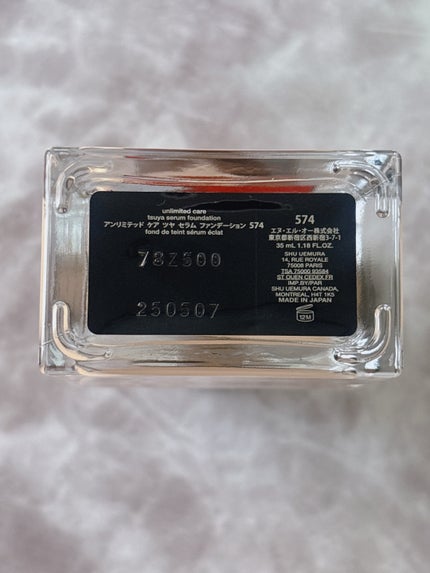 unlimited care
tsuya serum foundation
アンリミテッド ケア ツヤ セラム ファンデーション 574
fond de teint sérum éclat
78Z500
250507
574
エヌ・エル・オー株式会社
東京都新宿区西新宿3-7-1
35 mL 1.18 FL.OZ.
SHU UEMURA
14, RUE ROYALE
75008 PARIS
TSA 75000 93584
ST OUEN CEDEX FR
IMP.BY/PAR
SHU UEMURA CANADA,
MONTREAL, H4T 1K5
MADE IN JAPAN
12M